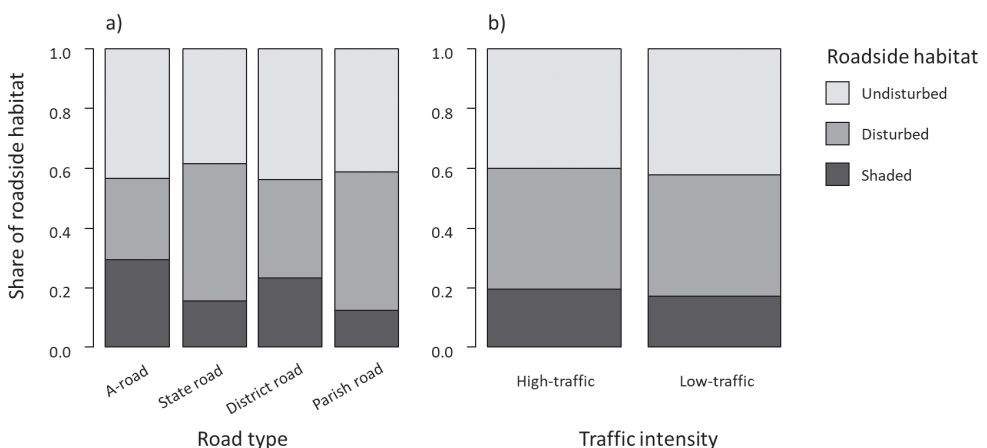 a)
b)
Share of roadside habitat
1.0
0.8
0.6
0.4
0.2
0.0
A-road
State road
District road
Parish road
Road type
1.0
0.8
0.6
0.4
0.2
0.0
High-traffic
Low-traffic
Traffic intensity
Roadside habitat
Undisturbed
Disturbed
Shaded